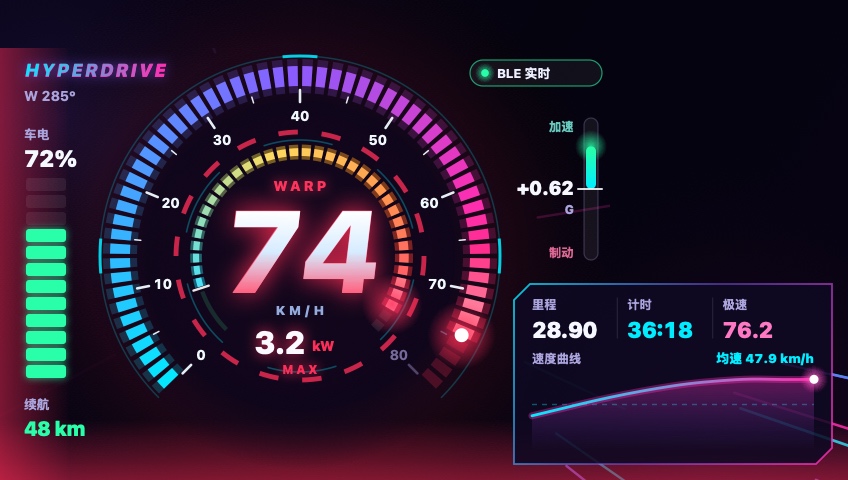 HYPERDRIVE
W 285°
车电
72%
续航
48 km
0
10
20
30
40
50
60
70
80
WARP
74
KM/H
3.2 kW
MAX
BLE 实时
加速
+0.62
G
制动
里程 计时 极速
28.90 36:18 76.2
速度曲线 均速 47.9 km/h